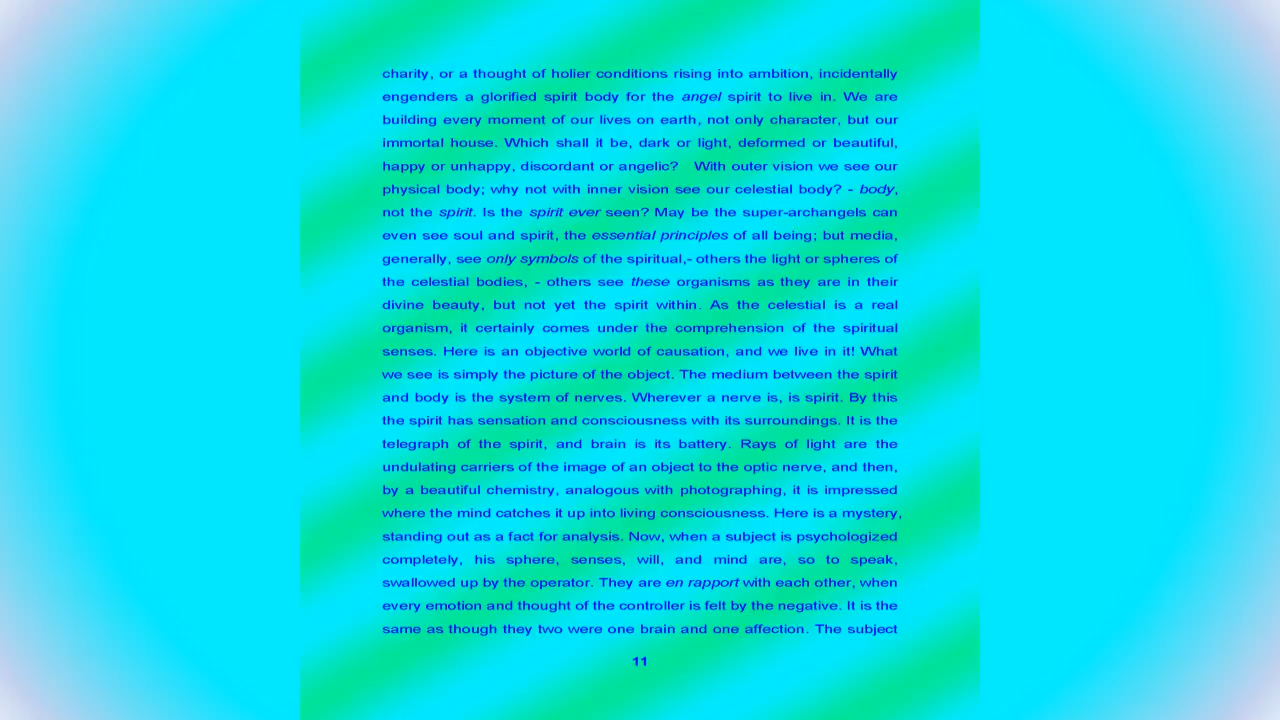 charity, or a thought of holier conditions rising into ambition, incidentally
engenders a glorified spirit body for the angel spirit to live in. We are
building every moment of our lives on earth, not only character, but our
immortal house. Which shall it be, dark or light, deformed or beautiful,
happy or unhappy, discordant or angelic? With outer vision we see our
physical body; why not with inner vision see our celestial body? - body,
not the spirit. Is the spirit ever seen? May be the super-archangels can
even see soul and spirit, the essential principles of all being; but media,
generally, see only symbols of the spiritual,- others the light or spheres of
the celestial bodies, - others see these organisms as they are in their
divine beauty, but not yet the spirit within. As the celestial is a real
organism, it certainly comes under the comprehension of the spiritual
senses. Here is an objective world of causation, and we live in it! What
we see is simply the picture of the object. The medium between the spirit
and body is the system of nerves. Wherever a nerve is, is spirit. By this
the spirit has sensation and consciousness with its surroundings. It is the
telegraph of the spirit, and brain is its battery. Rays of light are the
undulating carriers of the image of an object to the optic nerve, and then,
by a beautiful chemistry, analogous with photographing, it is impressed
where the mind catches it up into living consciousness. Here is a mystery,
standing out as a fact for analysis. Now, when a subject is psychologized
completely, his sphere, senses, will, and mind are, so to speak,
swallowed up by the operator. They are en rapport with each other, when
every emotion and thought of the controller is felt by the negative. It is the
same as though they two were one brain and one affection. The subject
11